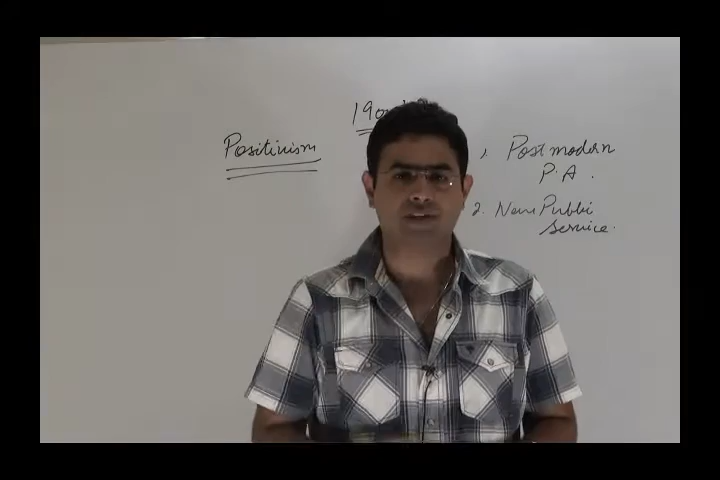 Positivism
1. Postmodern
P.A.
2. New Public
Service.